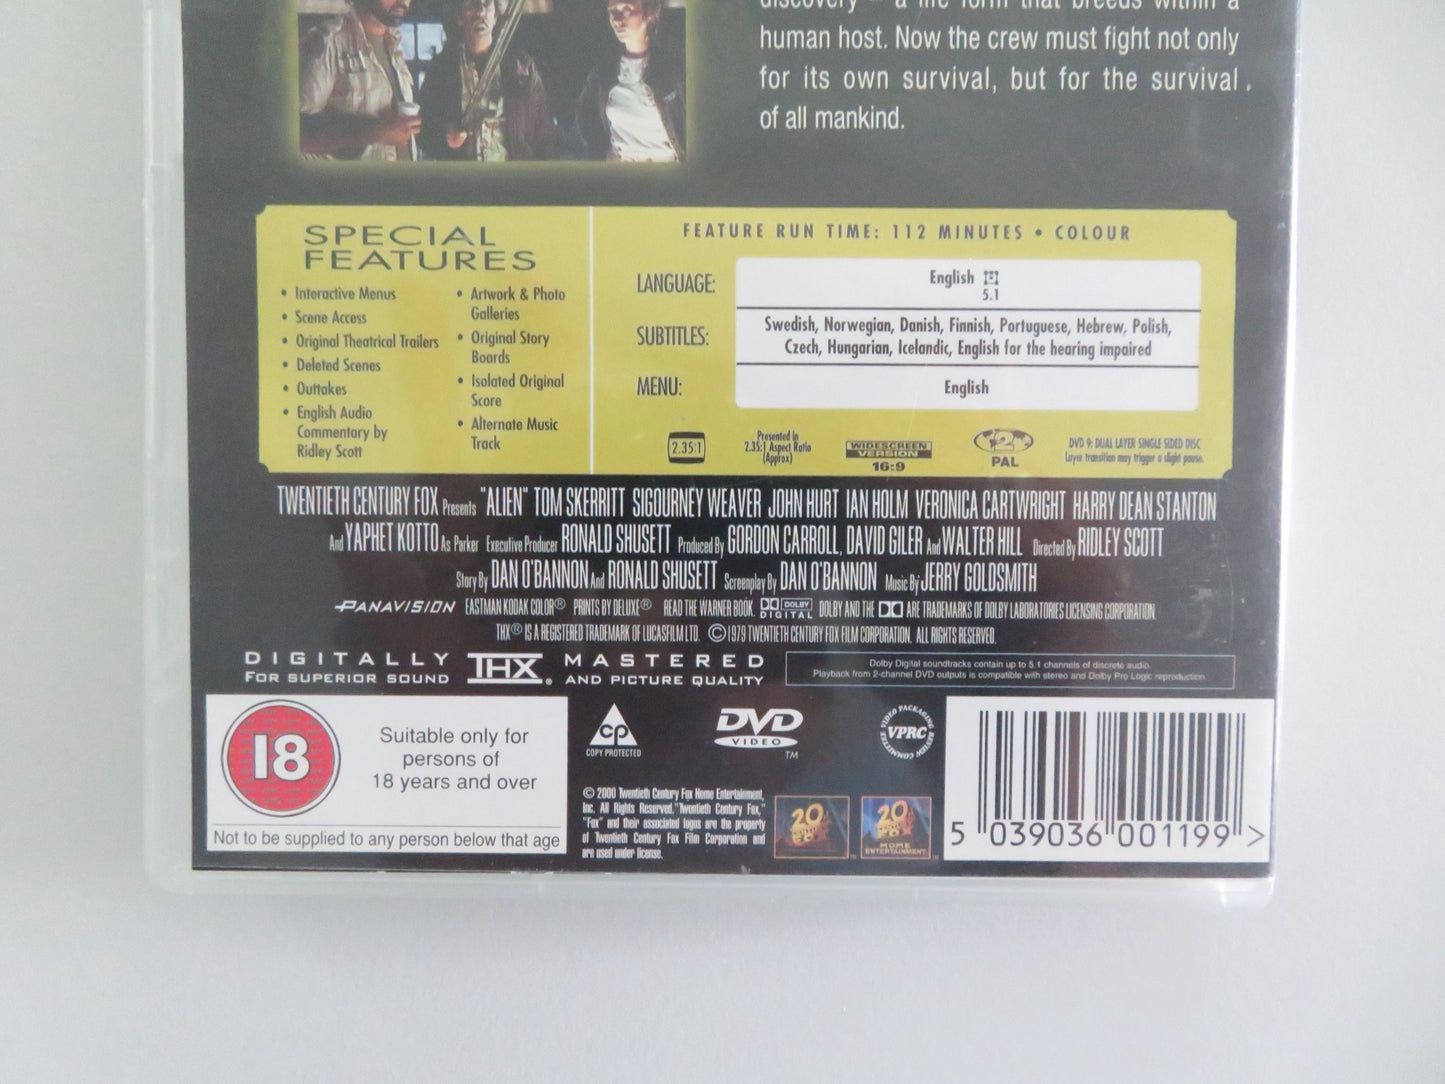 discovery – a life form that breeds within a
human host. Now the crew must fight not only
for its own survival, but for the survival
of all mankind.
SPECIAL
FEATURES
• Interactive Menus
• Scene Access
• Original Theatrical Trailers
• Deleted Scenes
• Outtakes
• English Audio
Commentary by
Ridley Scott
• Artwork & Photo
Galleries
• Original Story
Boards
• Isolated Original
Score
• Alternate Music
Track
FEATURE RUN TIME: 112 MINUTES • COLOUR
LANGUAGE:
English
5.1
SUBTITLES:
Swedish, Norwegian, Danish, Finnish, Portuguese, Hebrew, Polish,
Czech, Hungarian, Icelandic, English for the hearing impaired
MENU:
English
2.35:1
Presented in
2.35:1 Aspect Ratio
(Approx)
WIDESCREEN
VERSION
16:9
2
PAL
DVD 9: DUAL LAYER SINGLE SIDED DISC
Layer transition may trigger a slight pause.
TWENTIETH CENTURY FOX Presents "ALIEN" TOM SKERRITT SIGOURNEY WEAVER JOHN HURT IAN HOLM VERONICA CARTWRIGHT HARRY DEAN STANTON
And YAPHET KOTTO As Parker Executive Producer RONALD SHUSETT Produced By GORDON CARROLL, DAVID GILER And WALTER HILL Directed By RIDLEY SCOTT
Story By DAN O'BANNON And RONALD SHUSETT Screenplay By DAN O'BANNON Music By JERRY GOLDSMITH
PANAVISION EASTMAN KODAK COLOR® PRINTS BY DELUXE® READ THE WARNER BOOK DOLBY DIGITAL DOLBY AND THE ARE TRADEMARKS OF DOLBY LABORATORIES LICENSING CORPORATION.
THX® IS A REGISTERED TRADEMARK OF LUCASFILM LTD. © 1979 TWENTIETH CENTURY FOX FILM CORPORATION. ALL RIGHTS RESERVED.
DIGITALLY THX® MASTERED
FOR SUPERIOR SOUND AND PICTURE QUALITY
Dolby Digital soundtracks contain up to 5.1 channels of discrete audio.
Playback from 2-channel DVD outputs is compatible with stereo and Dolby Pro Logic reproduction.
18
Suitable only for
persons of
18 years and over
Not to be supplied to any person below that age
CP
COPY PROTECTED
DVD
VIDEO
TM
VIDEO PACKAGING REVIEW COMMITTEE
VPRC
© 2000 Twentieth Century Fox Home Entertainment,
Inc. All Rights Reserved. "Twentieth Century Fox,"
"Fox" and their associated logos are the property
of Twentieth Century Fox Film Corporation and
are used under license.
20
CENTURY
FOX
20
CENTURY
FOX
HOME
ENTERTAINMENT
5 039036 001199 >